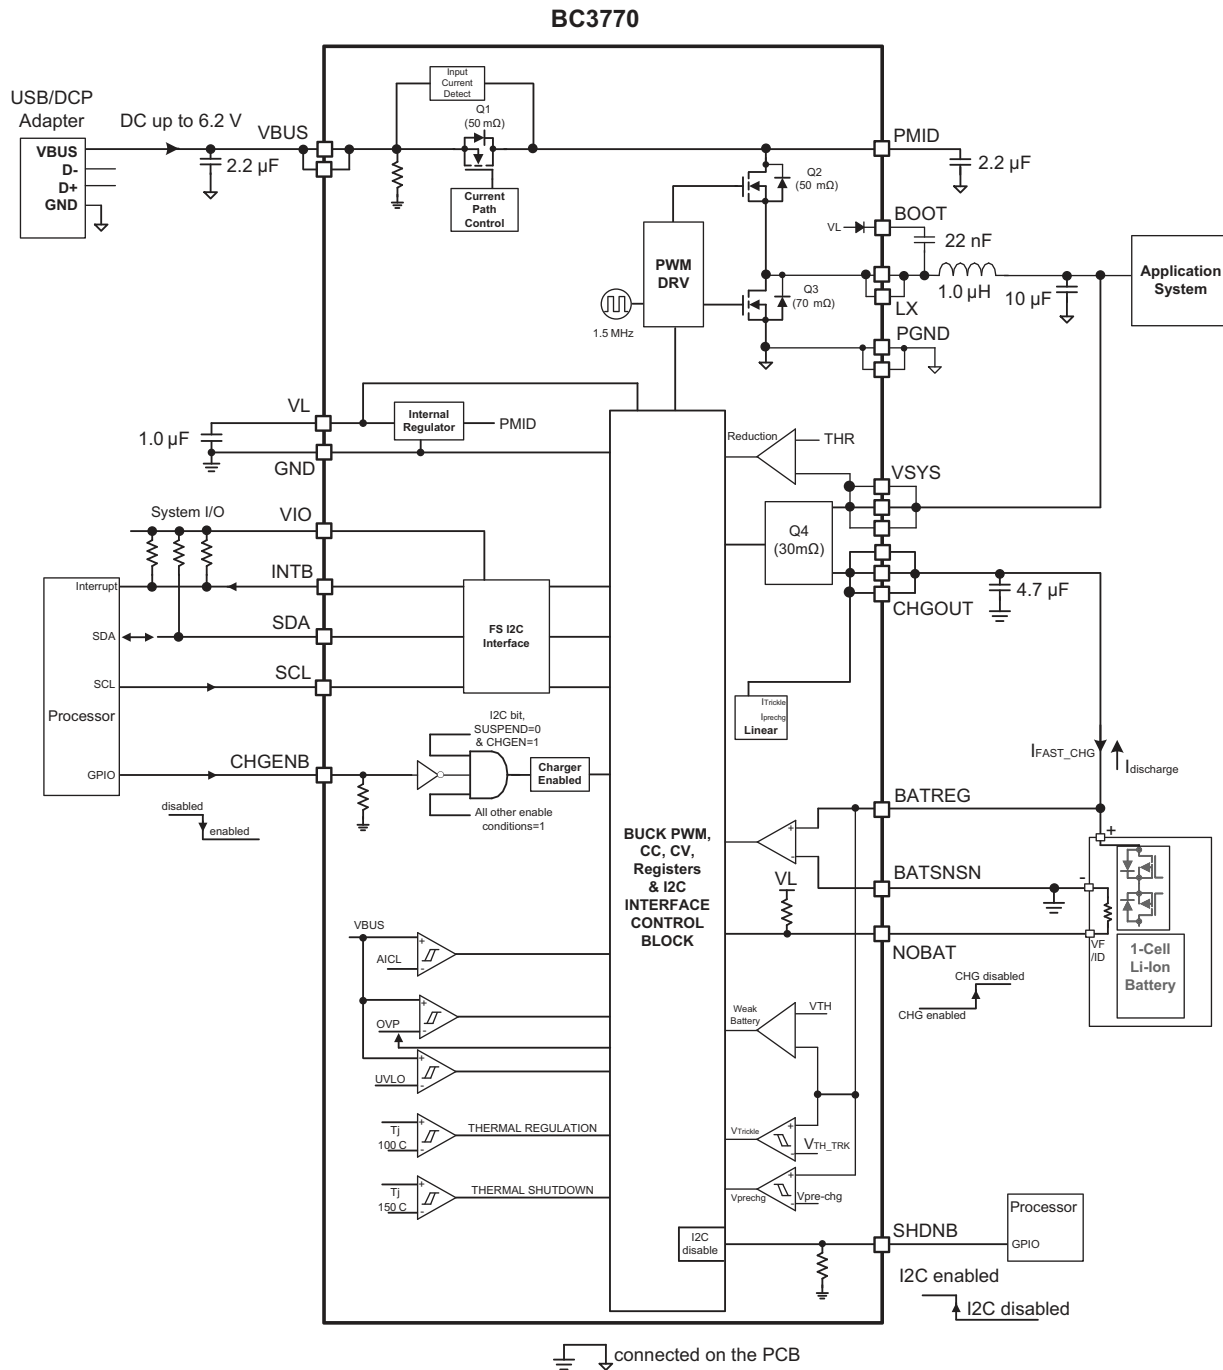 BC3770
USB/DCP
Adapter
VBUS
D-
D+
GND
DC up to 6.2 V
2.2 µF
VBUS
Input
Current
Detect
Q1
(50 mΩ)
Current
Path
Control
PMID
2.2 µF
Q2
(50 mΩ)
VL
BOOT
22 nF
PWM
DRV
1.5 MHz
Q3
(70 mΩ)
LX
1.0 µH
10 µF
Application
System
PGND
VL
1.0 µF
GND
Internal
Regulator
PMID
Reduction
THR
VSYS
Q4
(30mΩ)
CHGOUT
4.7 µF
System I/O
VIO
INTB
SDA
SCL
Interrupt
SDA
SCL
Processor
GPIO
FS I2C
Interface
ITrickle
Iprechg
Linear
I2C bit,
SUSPEND=0
& CHGEN=1
CHGENB
Charger
Enabled
All other enable
conditions=1
disabled
enabled
IFAST_CHG
Idischarge
BUCK PWM,
CC, CV,
Registers
& I2C
INTERFACE
CONTROL
BLOCK
+
-
BATREG
BATSNSN
VL
NOBAT
+
-
VF
/ID
1-Cell
Li-Ion
Battery
CHG disabled
CHG enabled
VBUS
+
AICL
-
+
OVP
-
+
UVLO
-
+
Tj
100 C
-
THERMAL REGULATION
+
Tj
150 C
-
THERMAL SHUTDOWN
Weak
Battery
VTH
VTrickle
+
-
VTH_TRK
Vprechg
+
-
Vpre-chg
I2C
disable
SHDNB
Processor
GPIO
I2C enabled
I2C disabled
connected on the PCB